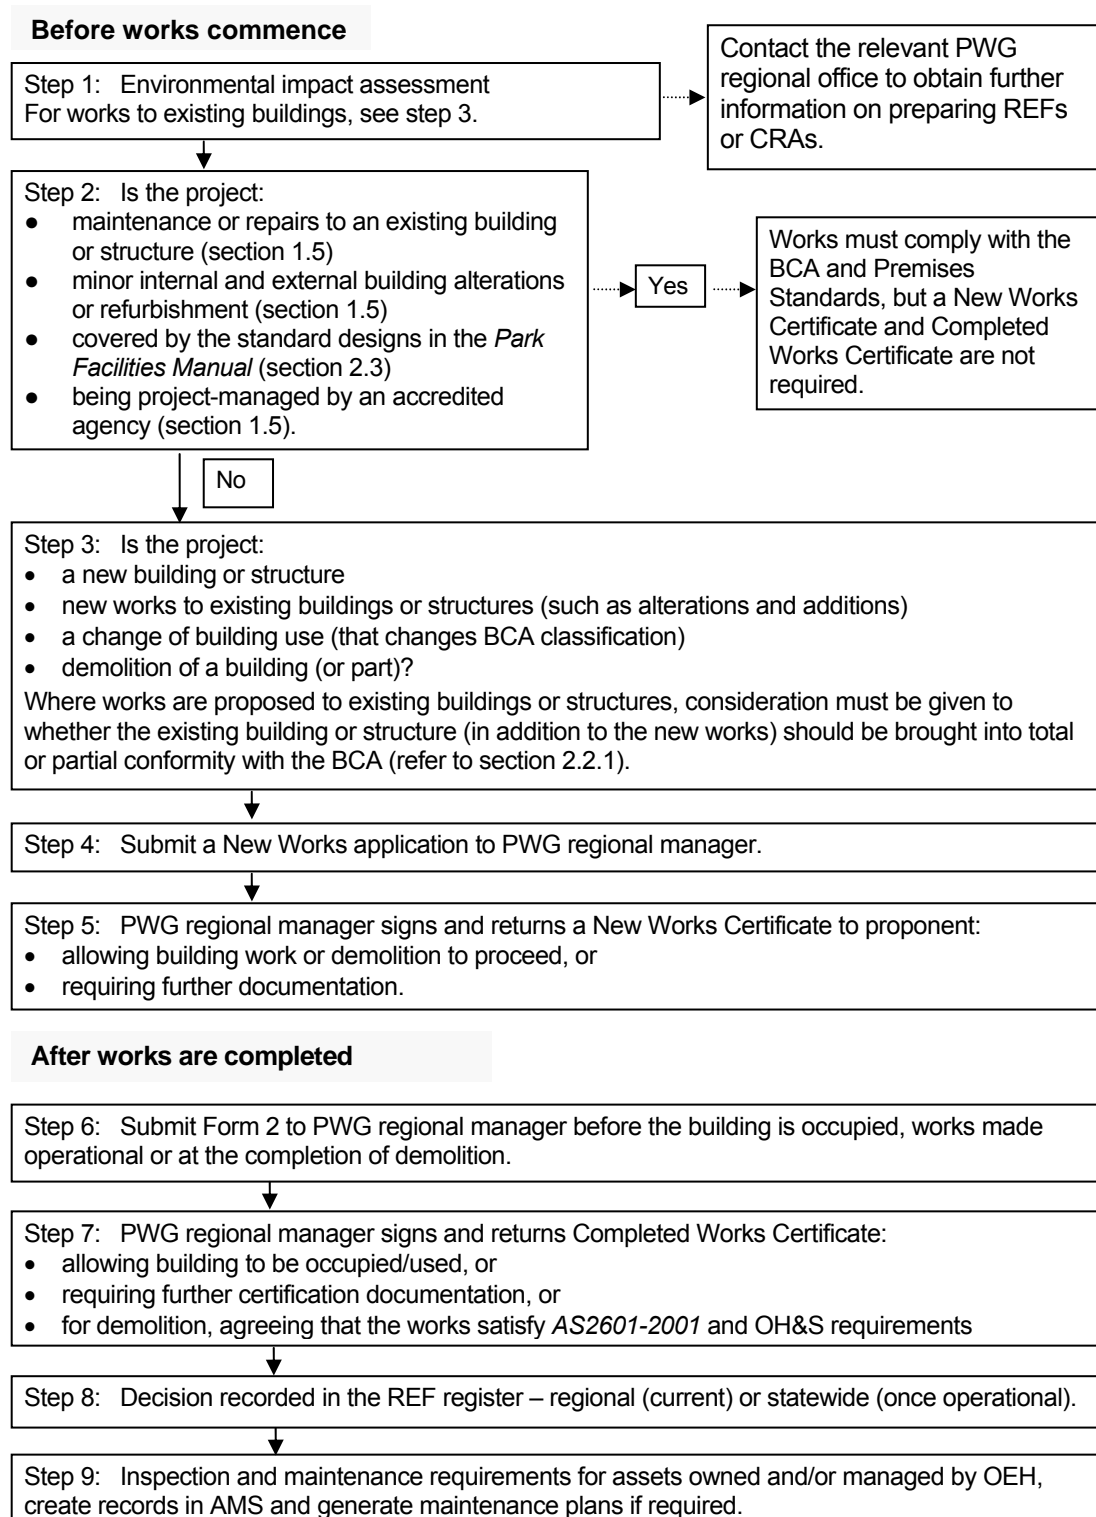 Before works commence
Step 1: Environmental impact assessment
For works to existing buildings, see step 3.
Contact the relevant PWG
regional office to obtain further
information on preparing REFs
or CRAs.
Step 2: Is the project:
● maintenance or repairs to an existing building
or structure (section 1.5)
● minor internal and external building alterations
or refurbishment (section 1.5)
● covered by the standard designs in the Park
Facilities Manual (section 2.3)
● being project-managed by an accredited
agency (section 1.5).
Yes
Works must comply with the
BCA and Premises
Standards, but a New Works
Certificate and Completed
Works Certificate are not
required.
No
Step 3: Is the project:
• a new building or structure
• new works to existing buildings or structures (such as alterations and additions)
• a change of building use (that changes BCA classification)
• demolition of a building (or part)?
Where works are proposed to existing buildings or structures, consideration must be given to
whether the existing building or structure (in addition to the new works) should be brought into total
or partial conformity with the BCA (refer to section 2.2.1).
Step 4: Submit a New Works application to PWG regional manager.
Step 5: PWG regional manager signs and returns a New Works Certificate to proponent:
• allowing building work or demolition to proceed, or
• requiring further documentation.
After works are completed
Step 6: Submit Form 2 to PWG regional manager before the building is occupied, works made
operational or at the completion of demolition.
Step 7: PWG regional manager signs and returns Completed Works Certificate:
• allowing building to be occupied/used, or
• requiring further certification documentation, or
• for demolition, agreeing that the works satisfy AS2601-2001 and OH&S requirements
Step 8: Decision recorded in the REF register – regional (current) or statewide (once operational).
Step 9: Inspection and maintenance requirements for assets owned and/or managed by OEH,
create records in AMS and generate maintenance plans if required.